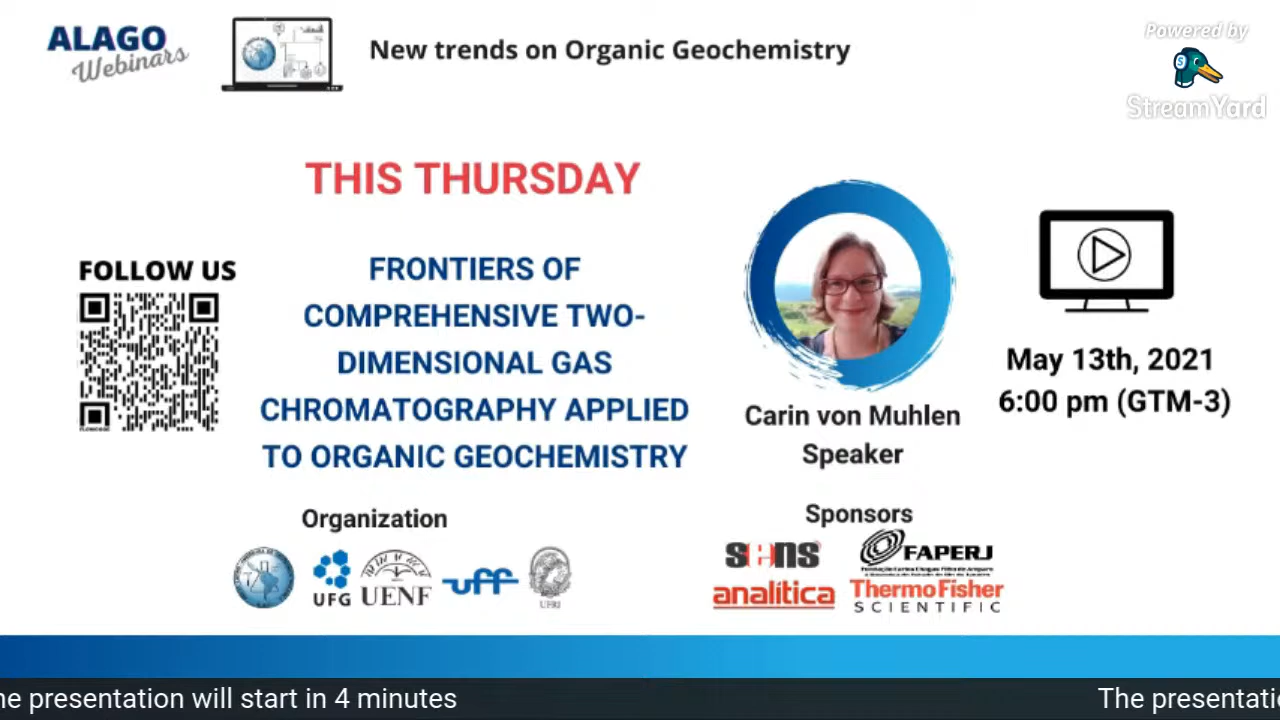 ALAGO
Webinars
New trends on Organic Geochemistry
Powered by
StreamYard
THIS THURSDAY
FOLLOW US
FRONTIERS OF
COMPREHENSIVE TWO-
DIMENSIONAL GAS
CHROMATOGRAPHY APPLIED
TO ORGANIC GEOCHEMISTRY
Carin von Muhlen
Speaker
May 13th, 2021
6:00 pm (GTM-3)
Organization
UFG
UENF
uff
UFRJ
Sponsors
sens
analítica
FAPERJ
ThermoFisher
SCIENTIFIC
he presentation will start in 4 minutes
The presentati